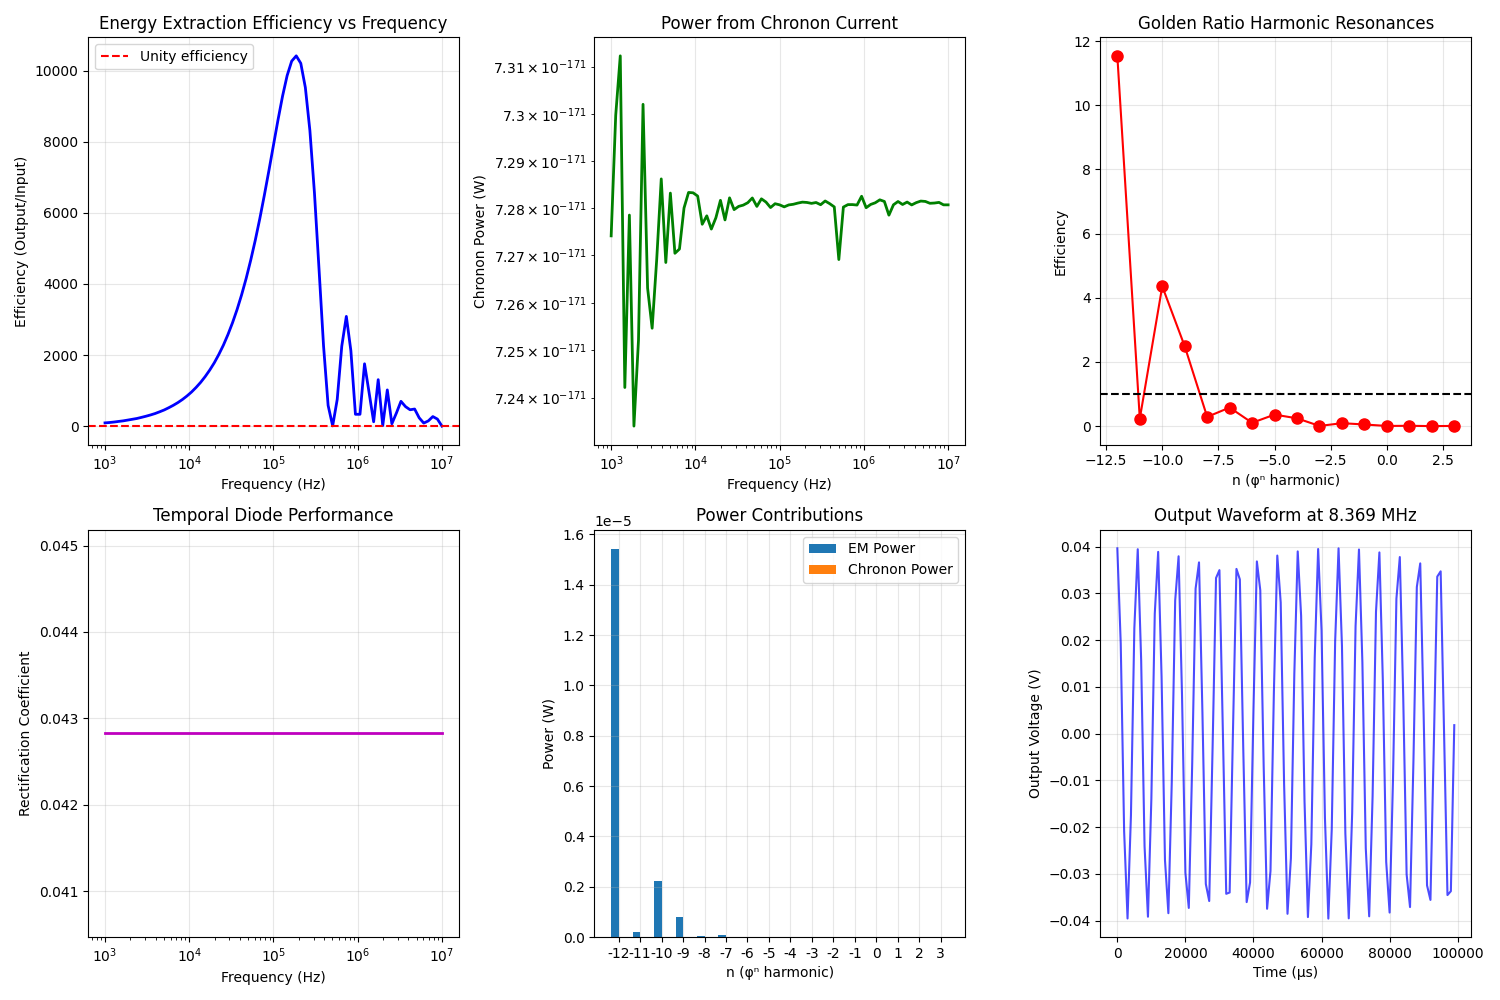 Energy Extraction Efficiency vs Frequency
Efficiency (Output/Input)
10000
8000
6000
4000
2000
0
Unity efficiency
10³ 10⁴ 10⁵ 10⁶ 10⁷
Frequency (Hz)
Power from Chronon Current
Chronon Power (W)
7.31 × 10⁻¹⁷¹
7.3 × 10⁻¹⁷¹
7.29 × 10⁻¹⁷¹
7.28 × 10⁻¹⁷¹
7.27 × 10⁻¹⁷¹
7.26 × 10⁻¹⁷¹
7.25 × 10⁻¹⁷¹
7.24 × 10⁻¹⁷¹
10³ 10⁴ 10⁵ 10⁶ 10⁷
Frequency (Hz)
Golden Ratio Harmonic Resonances
Efficiency
12
10
8
6
4
2
0
−12.5 −10.0 −7.5 −5.0 −2.5 0.0 2.5
n (φⁿ harmonic)
Temporal Diode Performance
Rectification Coefficient
0.045
0.044
0.043
0.042
0.041
10³ 10⁴ 10⁵ 10⁶ 10⁷
Frequency (Hz)
Power Contributions
1e−5
Power (W)
1.6
1.4
1.2
1.0
0.8
0.6
0.4
0.2
0.0
EM Power
Chronon Power
-12 -11 -10 -9 -8 -7 -6 -5 -4 -3 -2 -1 0 1 2 3
n (φⁿ harmonic)
Output Waveform at 8.369 MHz
Output Voltage (V)
0.04
0.03
0.02
0.01
0.00
−0.01
−0.02
−0.03
−0.04
0 20000 40000 60000 80000 100000
Time (μs)